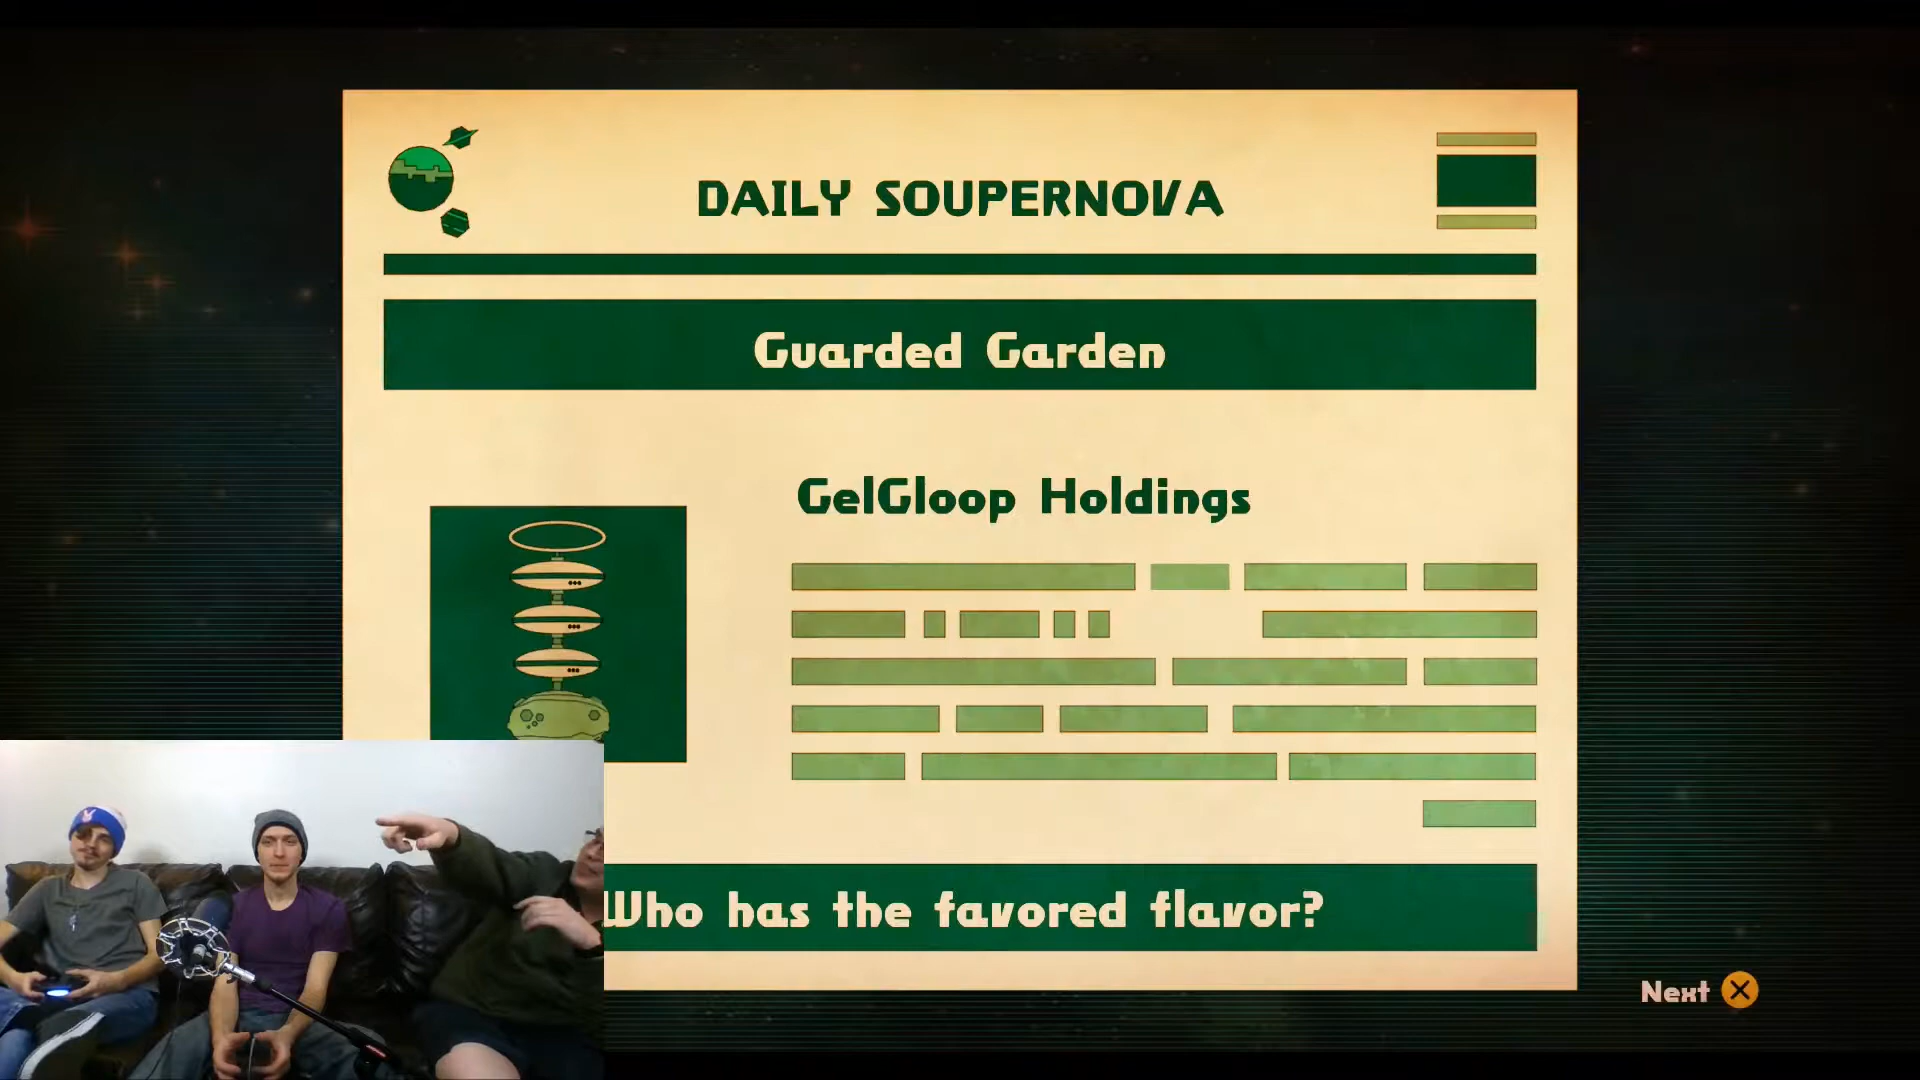 DAILY SOUPERNOVA
Guarded Garden
GelGloop Holdings
Who has the favored flavor?
Next